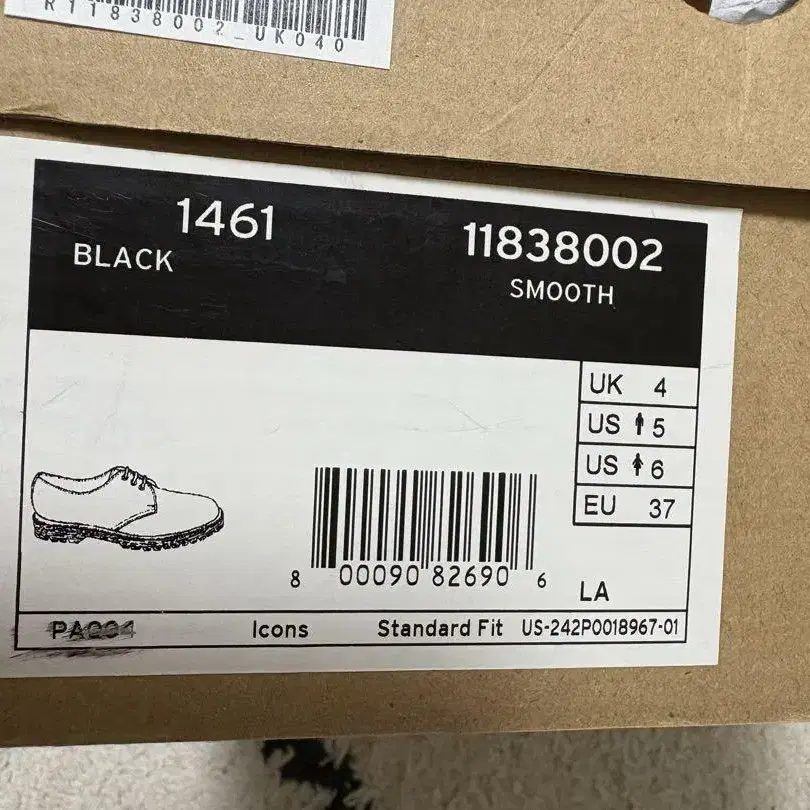 R11838002_UK040
1461
BLACK
11838002
SMOOTH
UK 4
US 5
US 6
EU 37
8 00090 82690 6
LA
Icons Standard Fit US-242P0018967-01